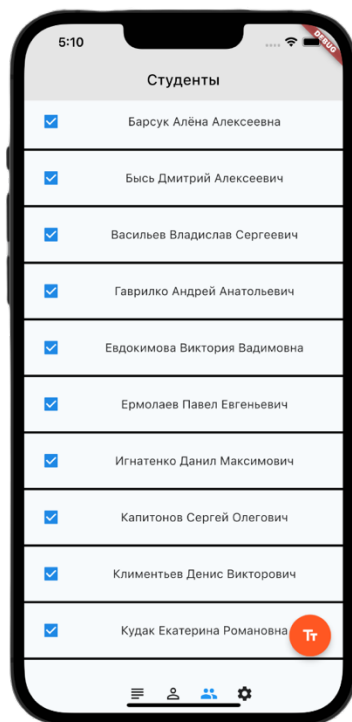 5:10
DEBUG
Студенты
Барсук Алёна Алексеевна
Бысь Дмитрий Алексеевич
Васильев Владислав Сергеевич
Гаврилко Андрей Анатольевич
Евдокимова Виктория Вадимовна
Ермолаев Павел Евгеньевич
Игнатенко Данил Максимович
Капитонов Сергей Олегович
Климентьев Денис Викторович
Кудак Екатерина Романовна
Тт